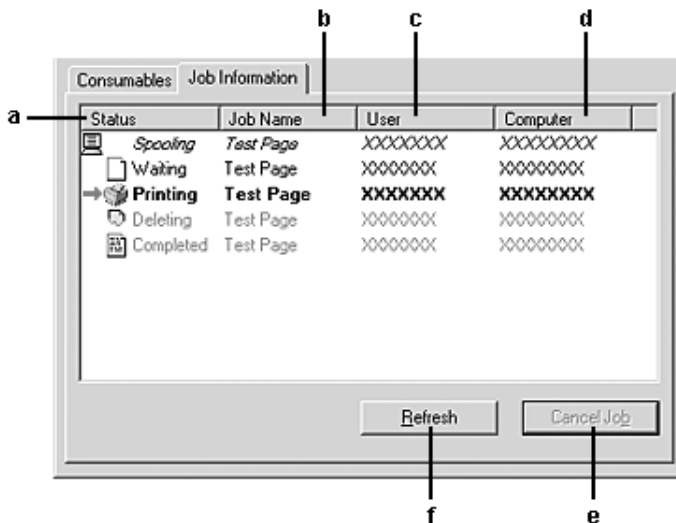 b c d
Consumables Job Information
a Status Job Name User Computer
Spooling Test Page XXXXXXX XXXXXXXX
Waiting Test Page XXXXXXX XXXXXXXX
Printing Test Page XXXXXXX XXXXXXXX
Deleting Test Page XXXXXXX XXXXXXXX
Completed Test Page XXXXXXX XXXXXXXX
Refresh Cancel Job
f e